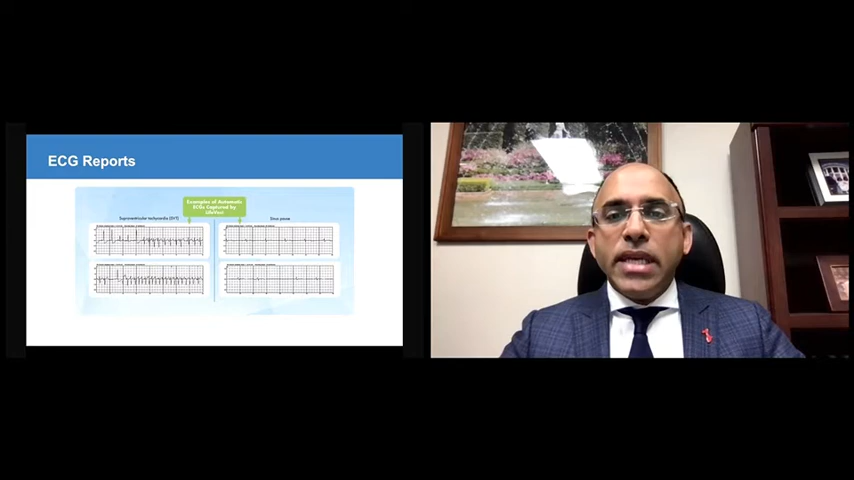 ECG Reports
Examples of Automatic
ECGs Captured by
LifeVest
Supraventricular tachycardia (SVT)
Sinus pause